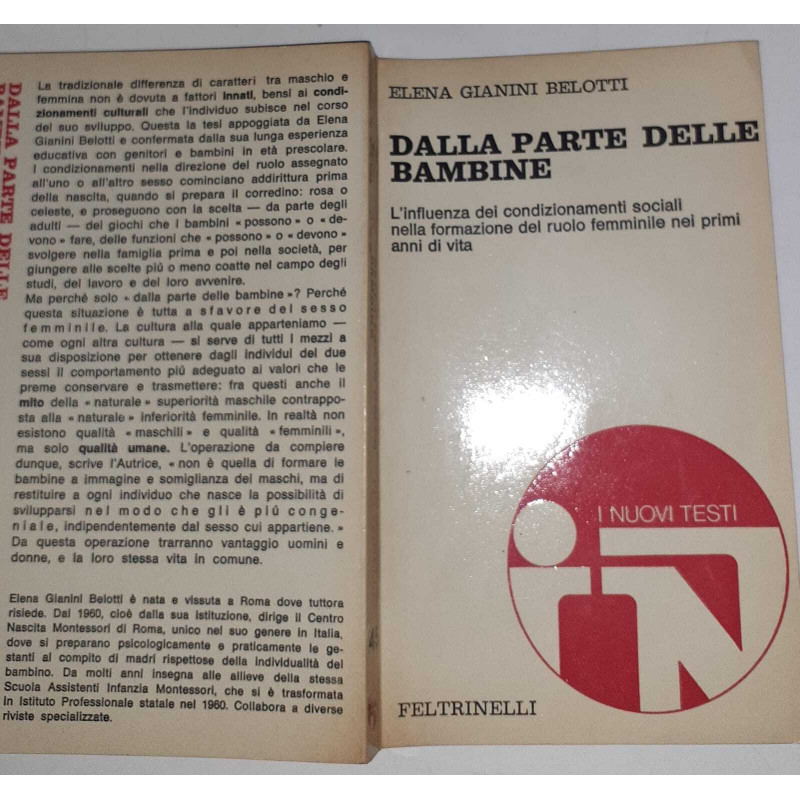 DALLA PARTE DELLE
La tradizionale differenza di caratteri tra maschio e
femmina non è dovuta a fattori innati, bensì ai condi-
zionamenti culturali che l'individuo subisce nel corso
del suo sviluppo. Questa la tesi appoggiata da Elena
Gianini Belotti e confermata dalla sua lunga esperienza
educativa con genitori e bambini in età prescolare.
I condizionamenti nella direzione del ruolo assegnato
all'uno o all'altro sesso cominciano addirittura prima
della nascita, quando si prepara il corredino: rosa o
celeste, e proseguono con la scelta — da parte degli
adulti — dei giochi che i bambini « possono » o « de-
vono » fare, delle funzioni che « possono » o « devono »
svolgere nella famiglia prima e poi nella società, per
giungere alle scelte più o meno coatte nel campo degli
studi, del lavoro e del loro avvenire.
Ma perché solo « dalla parte delle bambine »? Perché
questa situazione è tutta a sfavore del sesso
femminile. La cultura alla quale apparteniamo —
come ogni altra cultura — si serve di tutti i mezzi a
sua disposizione per ottenere dagli individui dei due
sessi il comportamento più adeguato ai valori che le
preme conservare e trasmettere: fra questi anche il
mito della « naturale » superiorità maschile contrappo-
sta alla « naturale » inferiorità femminile. In realtà non
esistono qualità « maschili » e qualità « femminili »,
ma solo qualità umane. L'operazione da compiere
dunque, scrive l'Autrice, « non è quella di formare le
bambine a immagine e somiglianza dei maschi, ma di
restituire a ogni individuo che nasce la possibilità di
svilupparsi nel modo che gli è più conge-
niale, indipendentemente dal sesso cui appartiene. »
Da questa operazione trarranno vantaggio uomini e
donne, e la loro stessa vita in comune.
Elena Gianini Belotti è nata e vissuta a Roma dove tuttora
risiede. Dal 1960, cioè dalla sua istituzione, dirige il Centro
Nascita Montessori di Roma, unico nel suo genere in Italia,
dove si preparano psicologicamente e praticamente le ge-
stanti al compito di madri rispettose della individualità del
bambino. Da molti anni insegna alle allieve della stessa
Scuola Assistenti Infanzia Montessori, che si è trasformata
in Istituto Professionale statale nel 1960. Collabora a diverse
riviste specializzate.
ELENA GIANINI BELOTTI
DALLA PARTE DELLE
BAMBINE
L'influenza dei condizionamenti sociali
nella formazione del ruolo femminile nei primi
anni di vita
I NUOVI TESTI
iNT
FELTRINELLI